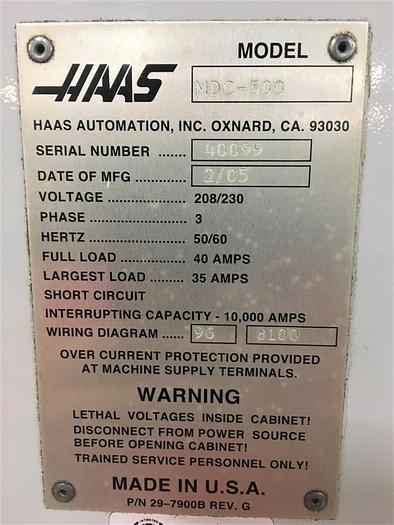 MODEL
HAAS MDC-500
HAAS AUTOMATION, INC. OXNARD, CA. 93030
SERIAL NUMBER ....... 40099
DATE OF MFG ............. 2/05
VOLTAGE .................... 208/230
PHASE ......................... 3
HERTZ ......................... 50/60
FULL LOAD ................ 40 AMPS
LARGEST LOAD ......... 35 AMPS
SHORT CIRCUIT
INTERRUPTING CAPACITY - 10,000 AMPS
WIRING DIAGRAM ..... 96 8100
OVER CURRENT PROTECTION PROVIDED
AT MACHINE SUPPLY TERMINALS.
WARNING
LETHAL VOLTAGES INSIDE CABINET!
DISCONNECT FROM POWER SOURCE
BEFORE OPENING CABINET!
TRAINED SERVICE PERSONNEL ONLY!
MADE IN U.S.A.
P/N 29-7900B REV. G